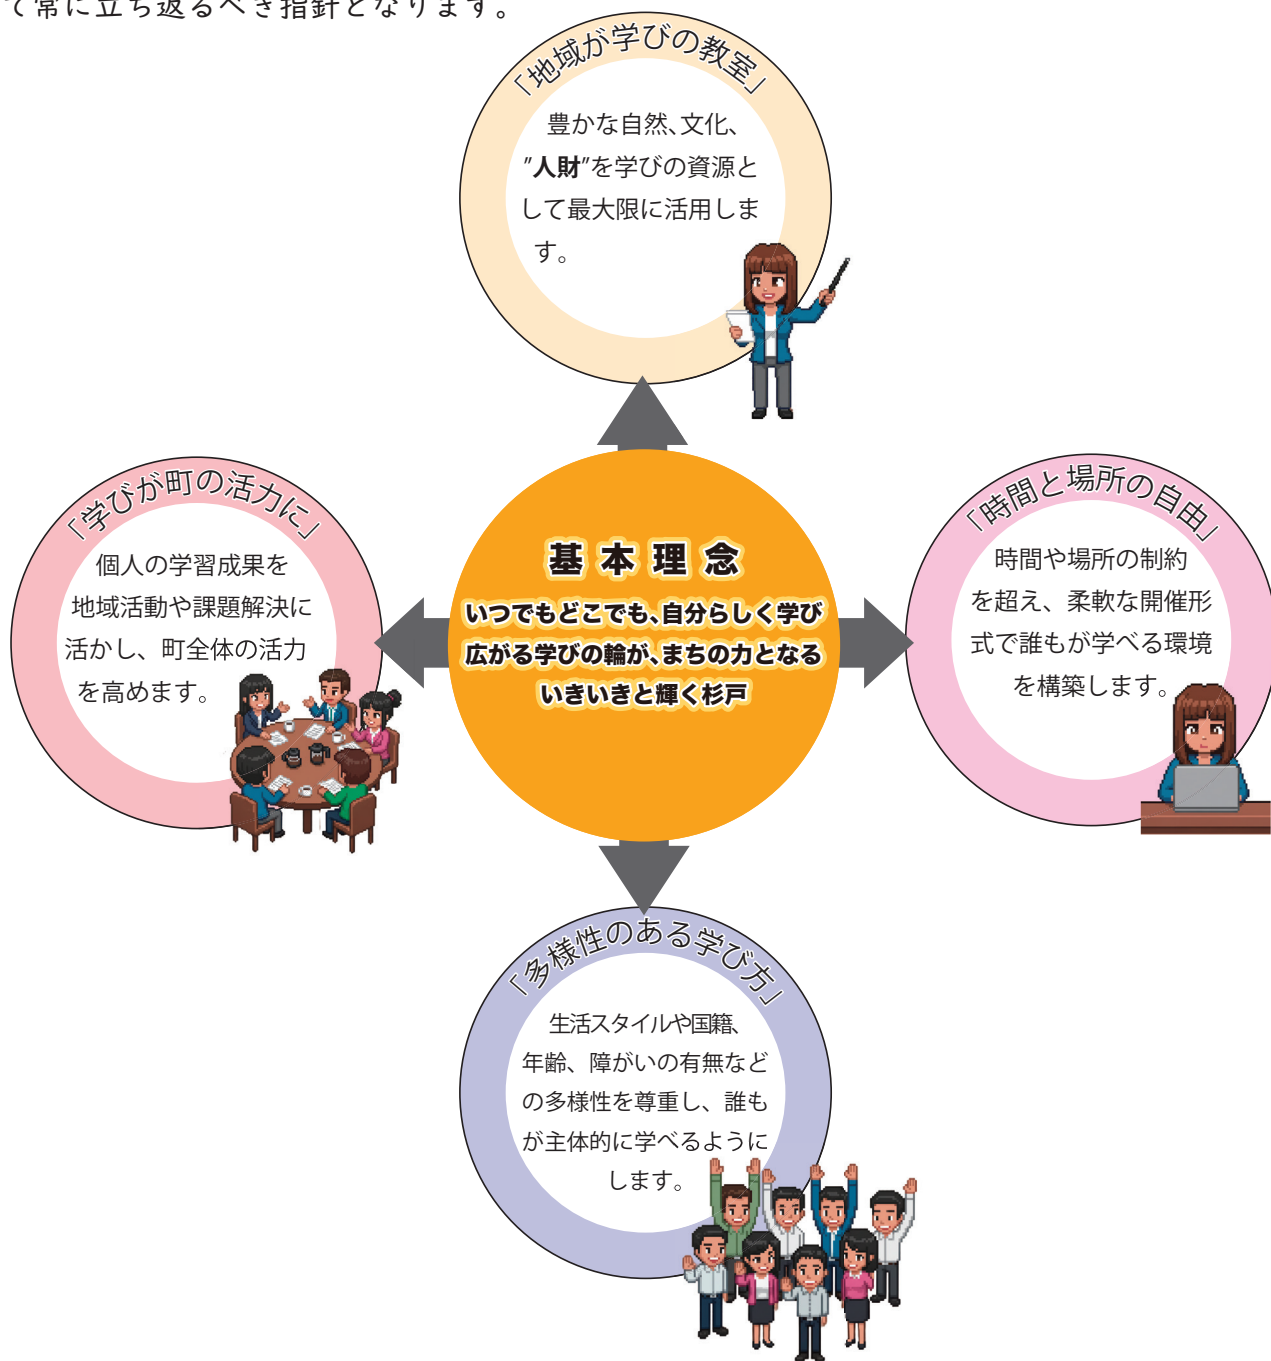 て常に立ち返るべき指針となります。
「地域が学びの教室」
豊かな自然、文化、
”人財”を学びの資源と
して最大限に活用しま
す。
「学びが町の活力に」
個人の学習成果を
地域活動や課題解決に
活かし、町全体の活力
を高めます。
基本理念
いつでもどこでも、自分らしく学び
広がる学びの輪が、まちの力となる
いきいきと輝く杉戸
「時間と場所の自由」
時間や場所の制約
を超え、柔軟な開催形
式で誰もが学べる環境
を構築します。
「多様性のある学び方」
生活スタイルや国籍、
年齢、障がいの有無など
の多様性を尊重し、誰も
が主体的に学べるように
します。